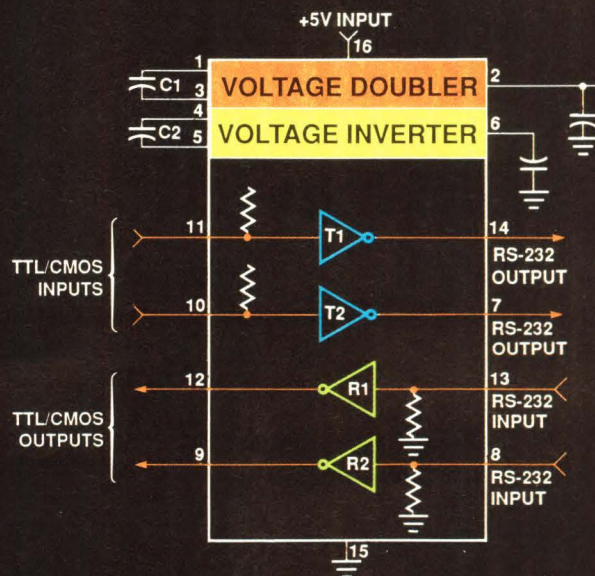 +5V INPUT
16
1
C1
3
VOLTAGE DOUBLER
2
4
C2
5
VOLTAGE INVERTER
6
TTL/CMOS
INPUTS
11
T1
14
RS-232
OUTPUT
10
T2
7
RS-232
OUTPUT
TTL/CMOS
OUTPUTS
12
R1
13
RS-232
INPUT
9
R2
8
RS-232
INPUT
15